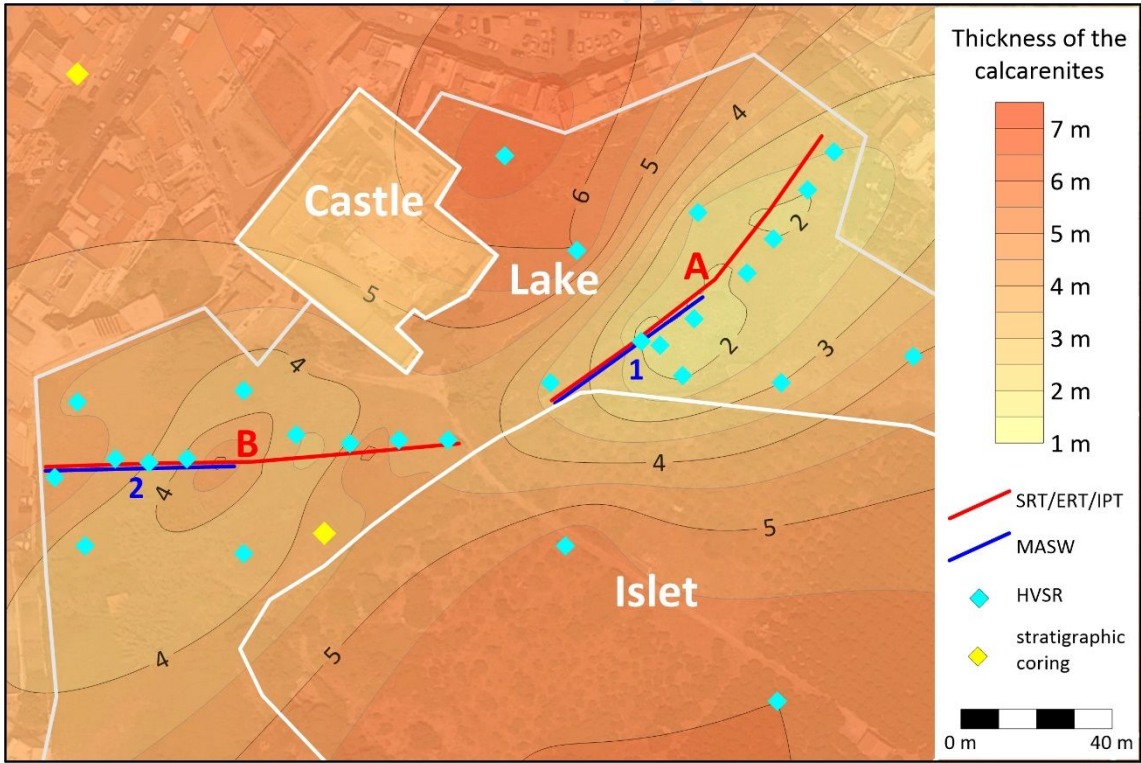 Castle
Lake
A
1
B
2
Islet
5
4
4
4
5
6
5
4
3
2
2
4
5
Thickness of the
calcarenites
7 m
6 m
5 m
4 m
3 m
2 m
1 m
SRT/ERT/IPT
MASW
HVSR
stratigraphic
coring
0 m
40 m